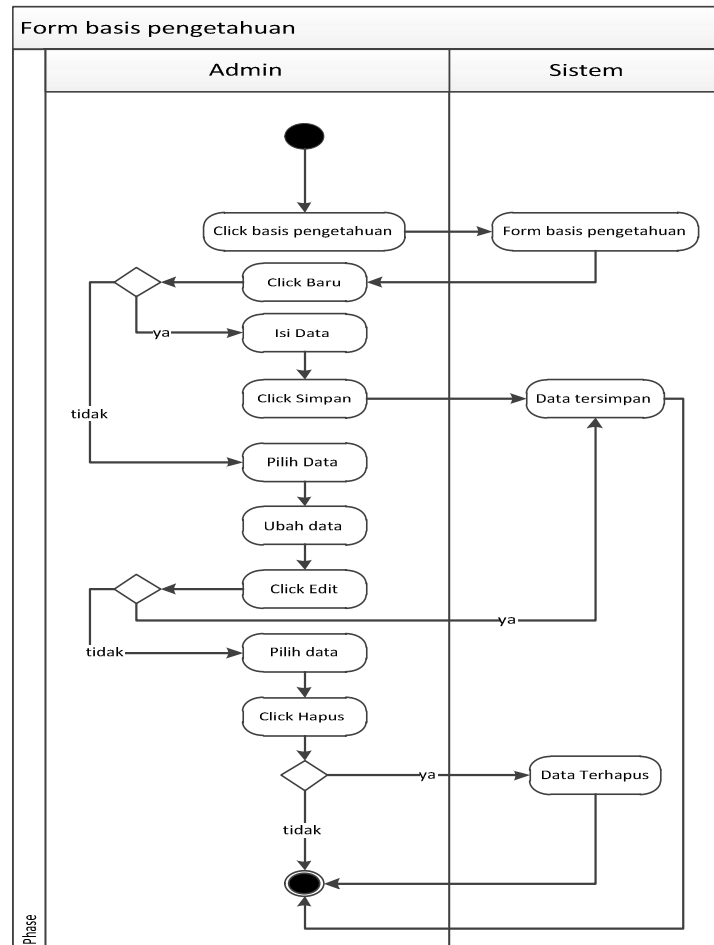 Form basis pengetahuan
Admin
Sistem
Click basis pengetahuan
Form basis pengetahuan
Click Baru
ya
Isi Data
Click Simpan
Data tersimpan
tidak
Pilih Data
Ubah data
Click Edit
ya
tidak
Pilih data
Click Hapus
ya
Data Terhapus
tidak
Phase